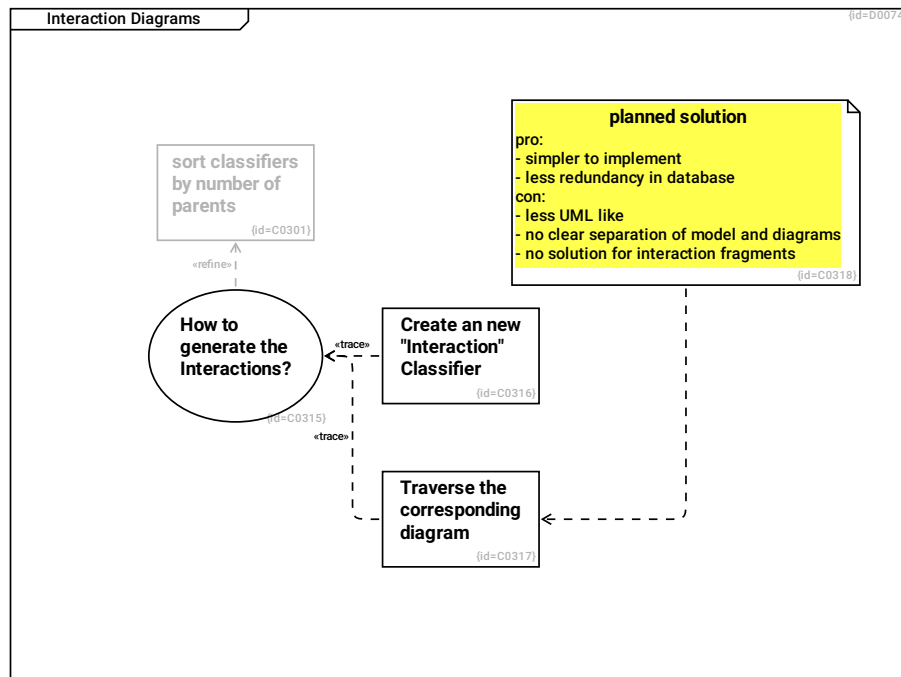 Interaction Diagrams
{id=D0074
planned solution
pro:
- simpler to implement
- less redundancy in database
con:
- less UML like
- no clear separation of model and diagrams
- no solution for interaction fragments
{id=C0318}
sort classifiers
by number of
parents
{id=C0301}
«refine»
How to
generate the
Interactions?
{id=C0315}
«trace»
Create an new
"Interaction"
Classifier
{id=C0316}
«trace»
Traverse the
corresponding
diagram
{id=C0317}